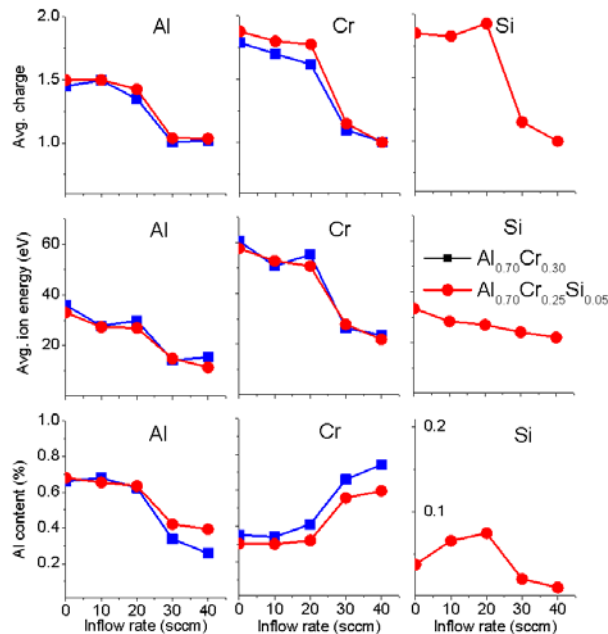 Al Cr Si
2.0
1.5
1.0
Avg. charge
Al Cr Si
60
40
20
Avg. ion energy (eV)
Al₀.₇₀Cr₀.₃₀
Al₀.₇₀Cr₀.₂₅Si₀.₀₅
Al Cr Si
1.0
0.8
0.6
0.4
0.2
Al content (%)
0.2
0.1
0 10 20 30 40 0 10 20 30 40 0 10 20 30 40
Inflow rate (sccm) Inflow rate (sccm) Inflow rate (sccm)